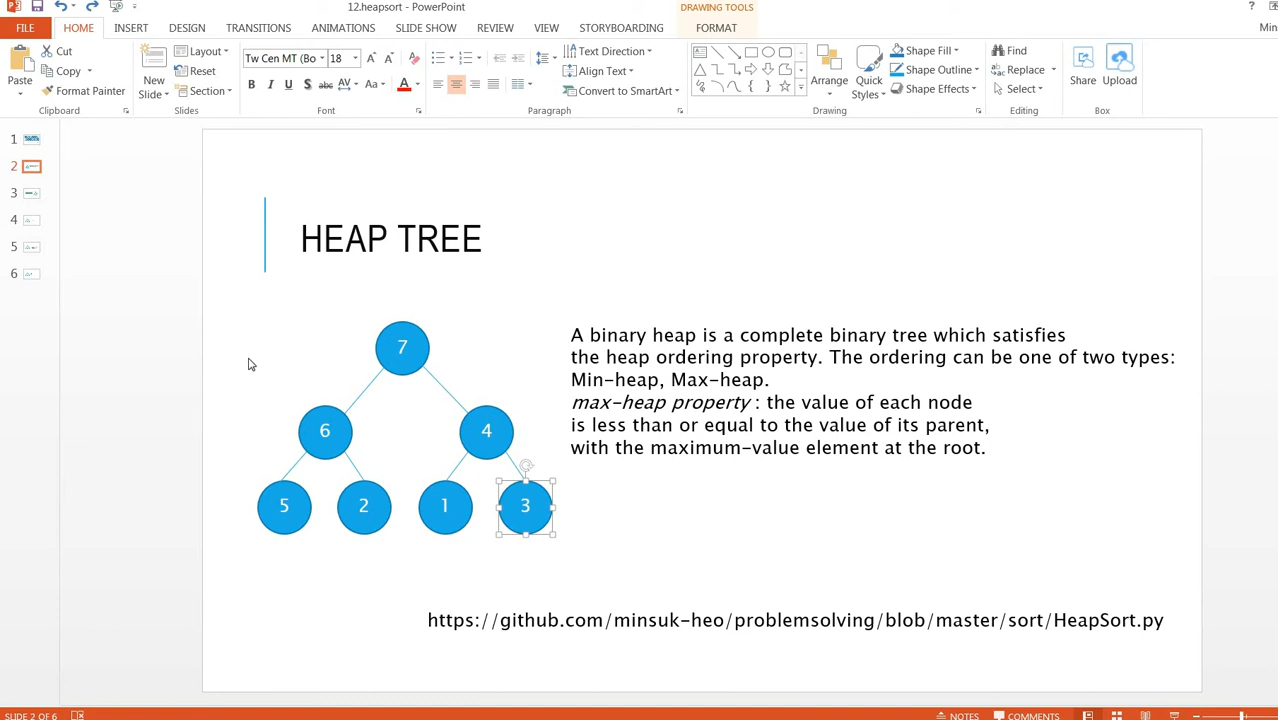 12.heapsort - PowerPoint
DRAWING TOOLS
?
FILE HOME INSERT DESIGN TRANSITIONS ANIMATIONS SLIDE SHOW REVIEW VIEW STORYBOARDING FORMAT
Paste
Cut
Copy
Format Painter
Clipboard
New
Slide
Layout
Reset
Section
Slides
Tw Cen MT (Bo 18
B I U S abc AV Aa A
Font
Text Direction
Align Text
Convert to SmartArt
Paragraph
Arrange
Quick
Styles
Shape Fill
Shape Outline
Shape Effects
Drawing
Find
Replace
Select
Editing
Share
Upload
Box
1
2
3
4
5
6
HEAP TREE
7
6 4
5 2 1 3
A binary heap is a complete binary tree which satisfies
the heap ordering property. The ordering can be one of two types:
Min-heap, Max-heap.
max-heap property : the value of each node
is less than or equal to the value of its parent,
with the maximum-value element at the root.
https://github.com/minsuk-heo/problemsolving/blob/master/sort/HeapSort.py
SLIDE 2 OF 6
NOTES COMMENTS